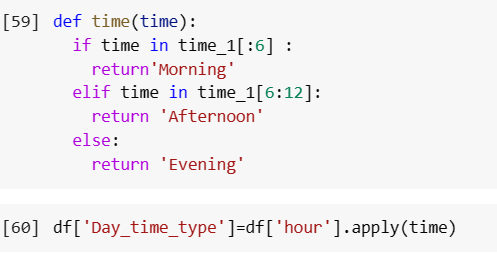 [59] def time(time):
if time in time_1[:6] :
return'Morning'
elif time in time_1[6:12]:
return 'Afternoon'
else:
return 'Evening'
[60] df['Day_time_type']=df['hour'].apply(time)